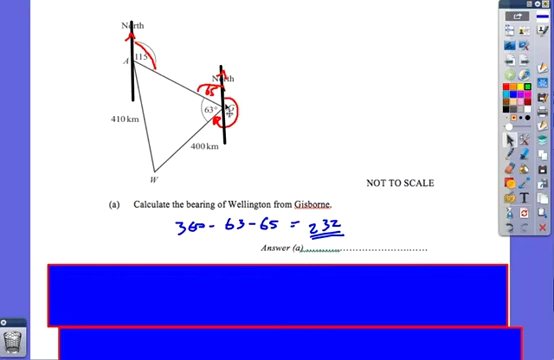 North
115
A
North
65
63°
G
410 km
400 km
W
NOT TO SCALE
(a) Calculate the bearing of Wellington from Gisborne.
360 - 63 - 65 = 232
Answer (a)